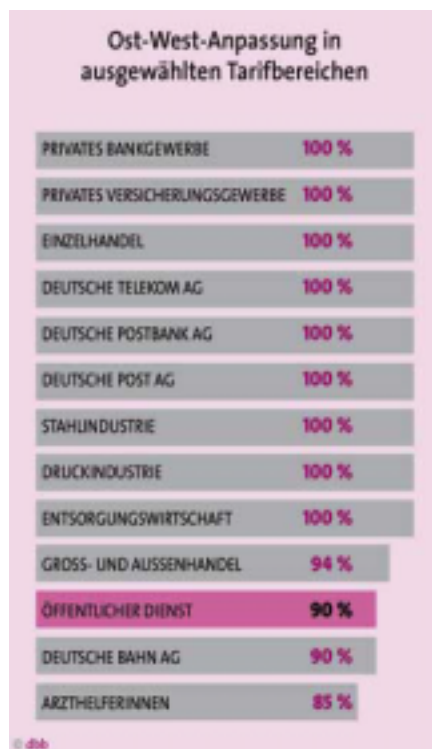 Ost-West-Anpassung in
ausgewählten Tarifbereichen
PRIVATES BANKGEWERBE 100 %
PRIVATES VERSICHERUNGSGEWERBE 100 %
EINZELHANDEL 100 %
DEUTSCHE TELEKOM AG 100 %
DEUTSCHE POSTBANK AG 100 %
DEUTSCHE POST AG 100 %
STAHLINDUSTRIE 100 %
DRUCKINDUSTRIE 100 %
ENTSORGUNGSWIRTSCHAFT 100 %
GROSS- UND AUSSENHANDEL 94 %
ÖFFENTLICHER DIENST 90 %
DEUTSCHE BAHN AG 90 %
ARZTHELFERINNEN 85 %
© dbb